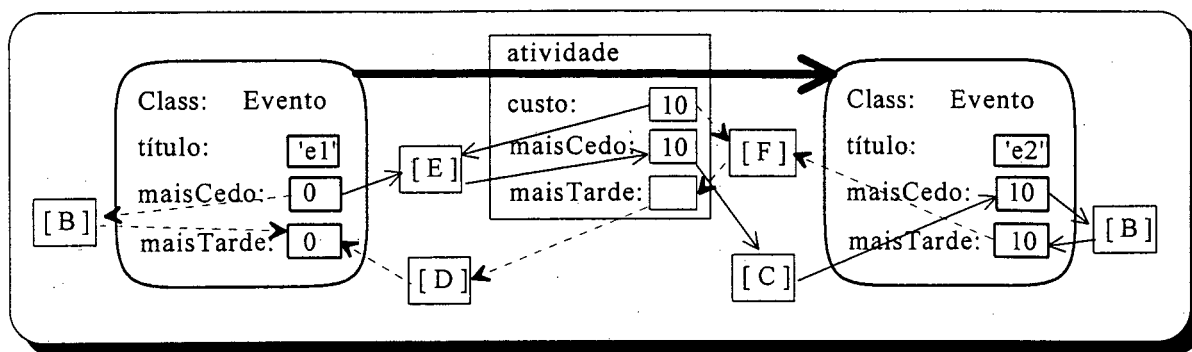 Class: Evento
título: 'e1'
maisCedo: 0
maisTarde: 0
[ B ]
[ E ]
[ D ]
atividade
custo: 10
maisCedo: 10
maisTarde:
[ F ]
[ C ]
Class: Evento
título: 'e2'
maisCedo: 10
maisTarde: 10
[ B ]